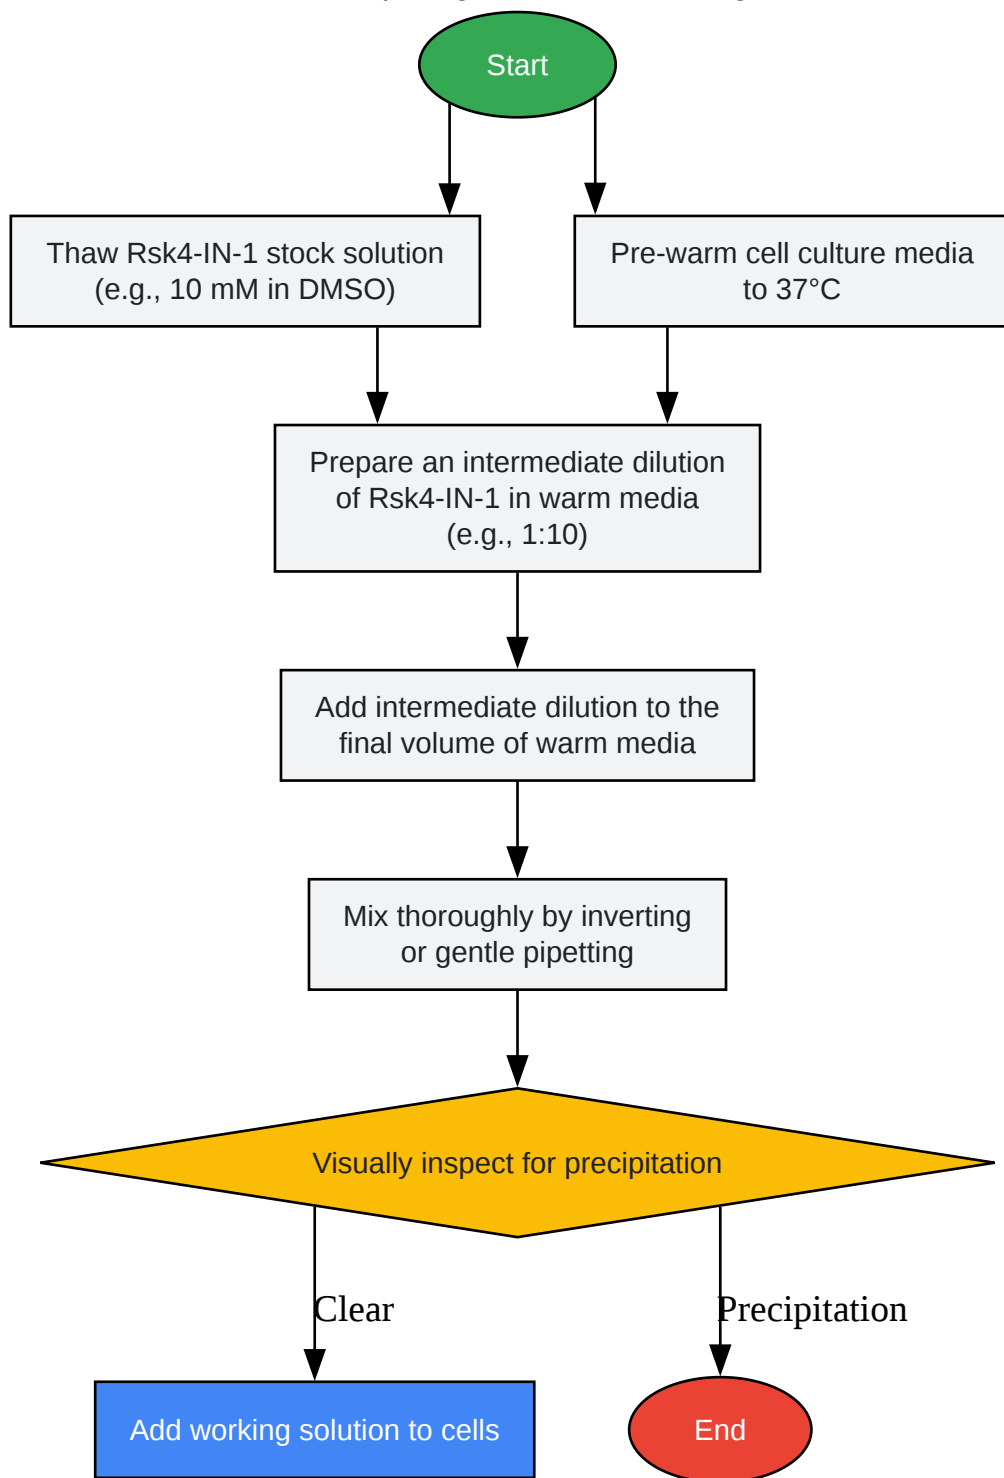 Start
Thaw Rsk4-IN-1 stock solution
(e.g., 10 mM in DMSO)
Pre-warm cell culture media
to 37°C
Prepare an intermediate dilution
of Rsk4-IN-1 in warm media
(e.g., 1:10)
Add intermediate dilution to the
final volume of warm media
Mix thoroughly by inverting
or gentle pipetting
Visually inspect for precipitation
Clear
Precipitation
Add working solution to cells
End